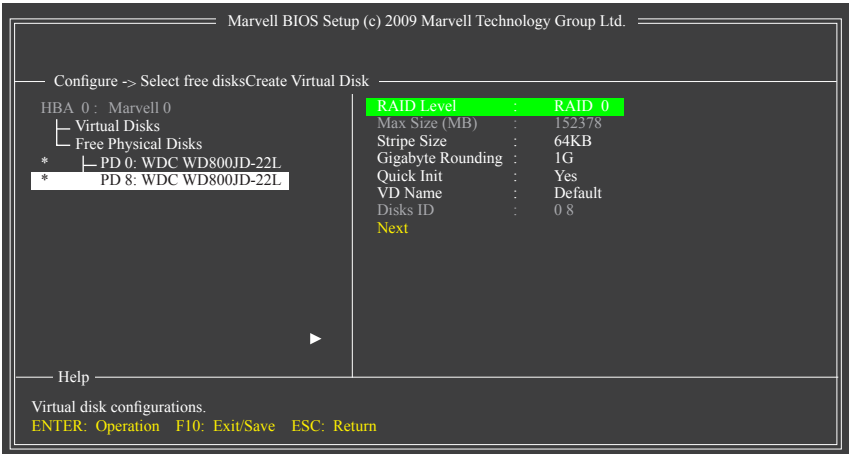 Marvell BIOS Setup (c) 2009 Marvell Technology Group Ltd.
Configure -> Select free disksCreate Virtual Disk
HBA 0 : Marvell 0
Virtual Disks
Free Physical Disks
* PD 0: WDC WD800JD-22L
* PD 8: WDC WD800JD-22L
RAID Level : RAID 0
Max Size (MB) : 152378
Stripe Size : 64KB
Gigabyte Rounding : 1G
Quick Init : Yes
VD Name : Default
Disks ID : 0 8
Next
Help
Virtual disk configurations.
ENTER: Operation F10: Exit/Save ESC: Return